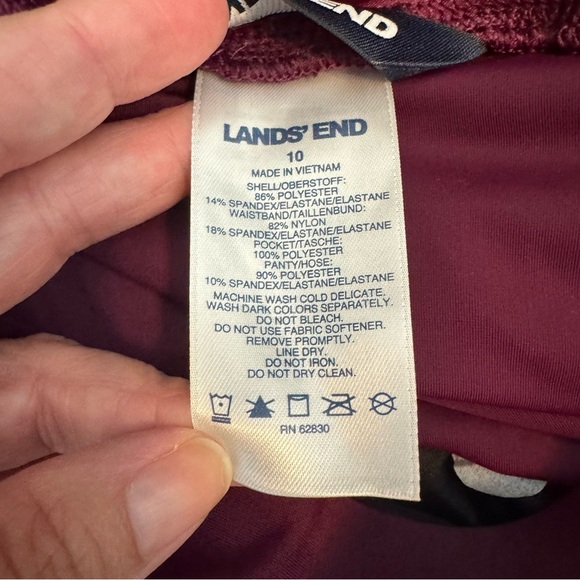 END
LANDS' END
10
MADE IN VIETNAM
SHELL/OBERSTOFF:
86% POLYESTER
14% SPANDEX/ELASTANE/ELASTANE
WAISTBAND/TAILLENBUND:
82% NYLON
18% SPANDEX/ELASTANE/ELASTANE
POCKET/TASCHE:
100% POLYESTER
PANTY/HOSE:
90% POLYESTER
10% SPANDEX/ELASTANE/ELASTANE
MACHINE WASH COLD DELICATE.
WASH DARK COLORS SEPARATELY.
DO NOT BLEACH.
DO NOT USE FABRIC SOFTENER.
REMOVE PROMPTLY.
LINE DRY.
DO NOT IRON.
DO NOT DRY CLEAN.
RN 62830